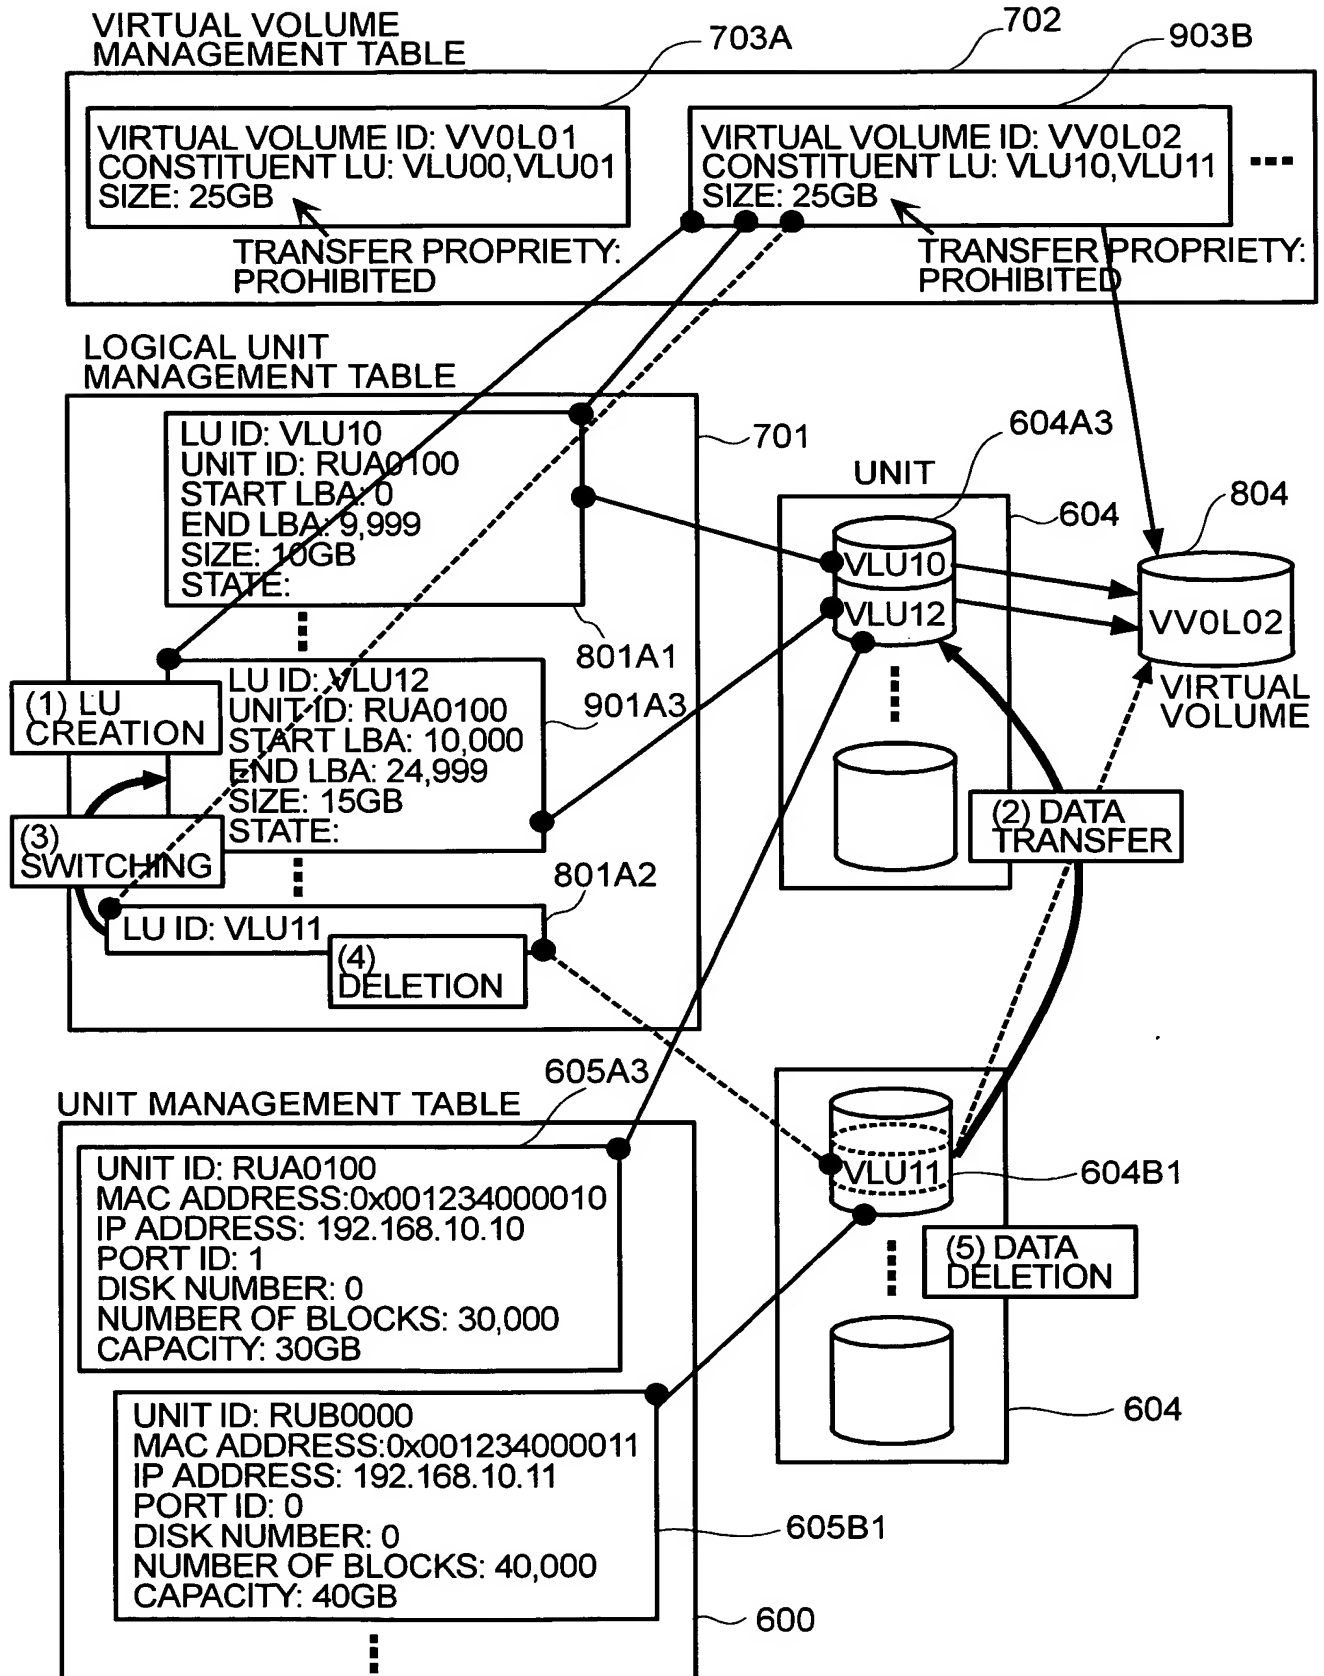 VIRTUAL VOLUME
MANAGEMENT TABLE
703A
702
903B
VIRTUAL VOLUME ID: VV0L01
CONSTITUENT LU: VLU00,VLU01
SIZE: 25GB
TRANSFER PROPRIETY:
PROHIBITED
VIRTUAL VOLUME ID: VV0L02
CONSTITUENT LU: VLU10,VLU11
SIZE: 25GB
TRANSFER PROPRIETY:
PROHIBITED
LOGICAL UNIT
MANAGEMENT TABLE
701
LU ID: VLU10
UNIT ID: RUA0100
START LBA: 0
END LBA: 9,999
SIZE: 10GB
STATE:
801A1
LU ID: VLU12
UNIT ID: RUA0100
START LBA: 10,000
END LBA: 24,999
SIZE: 15GB
STATE:
901A3
(1) LU
CREATION
(3)
SWITCHING
801A2
LU ID: VLU11
(4)
DELETION
UNIT
604A3
604
VLU10
VLU12
804
VV0L02
VIRTUAL
VOLUME
(2) DATA
TRANSFER
UNIT MANAGEMENT TABLE
605A3
UNIT ID: RUA0100
MAC ADDRESS:0x001234000010
IP ADDRESS: 192.168.10.10
PORT ID: 1
DISK NUMBER: 0
NUMBER OF BLOCKS: 30,000
CAPACITY: 30GB
UNIT ID: RUB0000
MAC ADDRESS:0x001234000011
IP ADDRESS: 192.168.10.11
PORT ID: 0
DISK NUMBER: 0
NUMBER OF BLOCKS: 40,000
CAPACITY: 40GB
605B1
600
VLU11
604B1
(5) DATA
DELETION
604